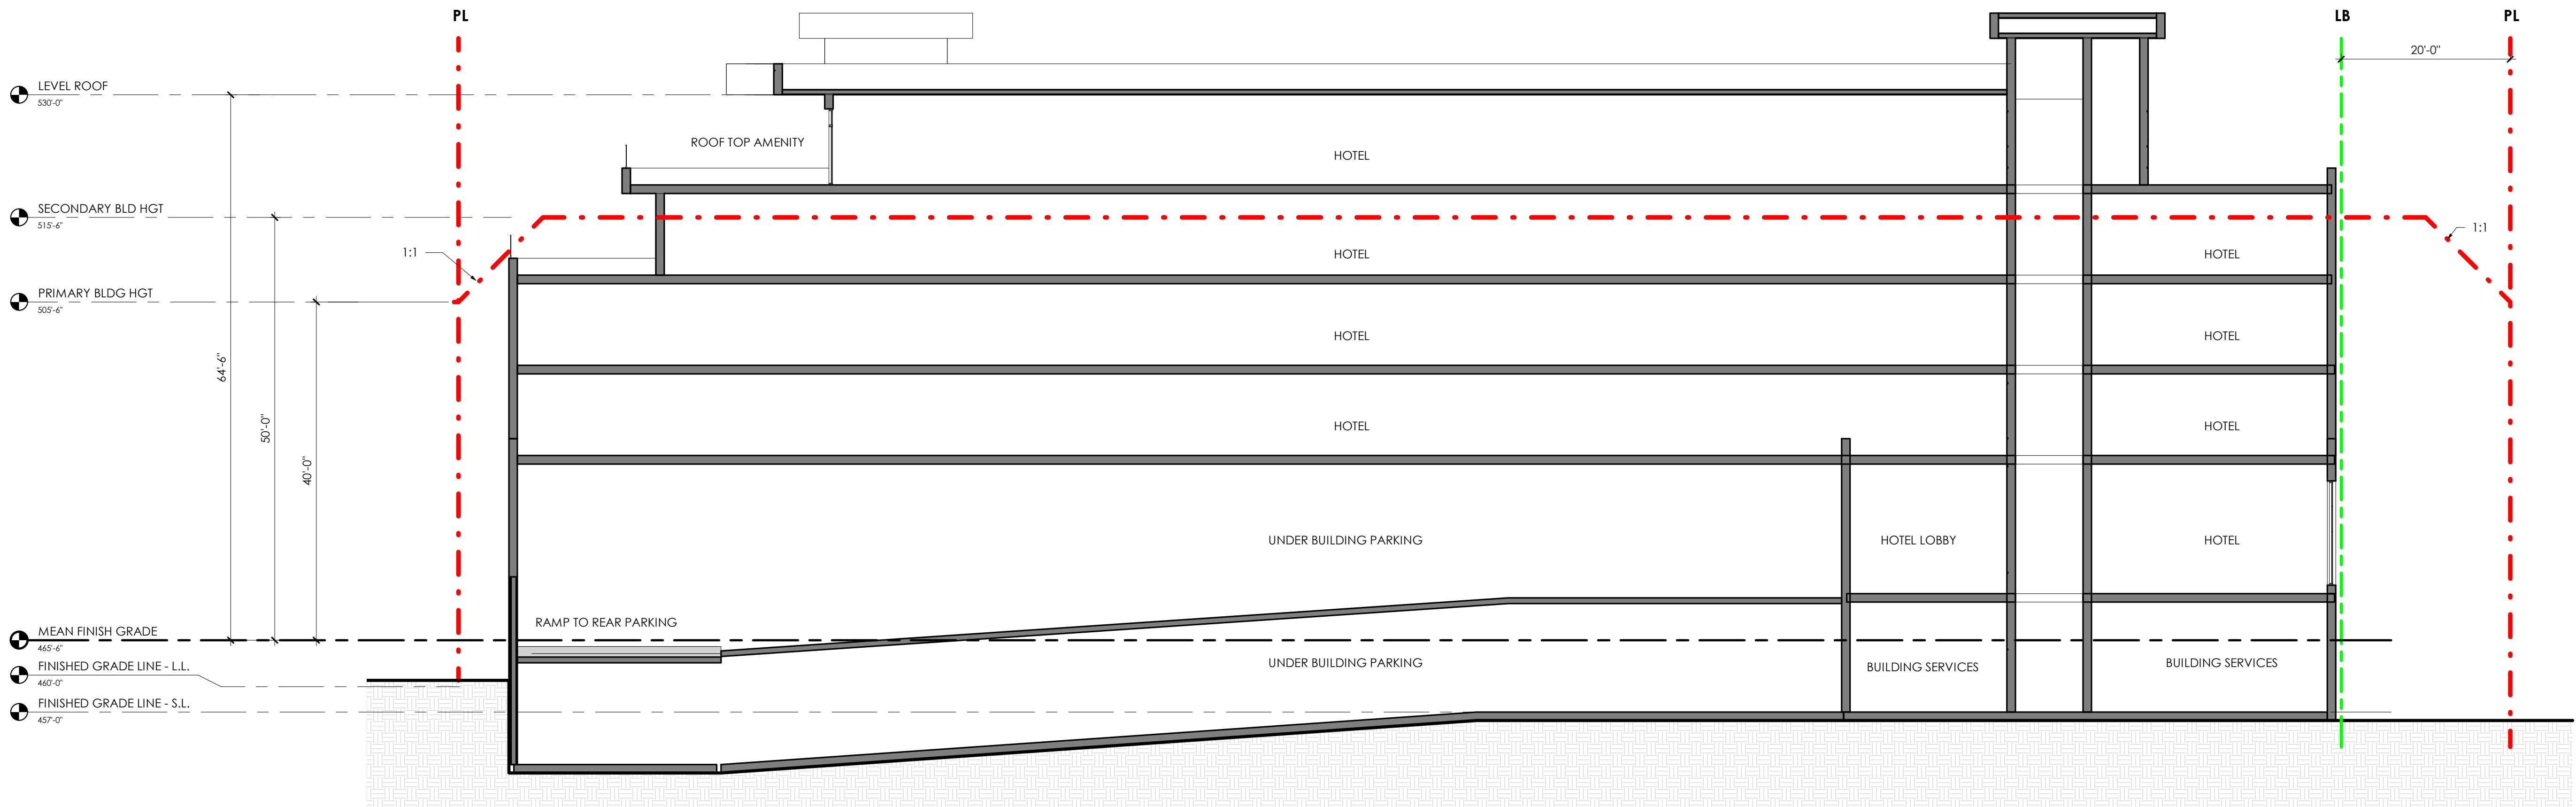 PL
LB
PL
20'-0"
LEVEL ROOF
530'-0"
ROOF TOP AMENITY
HOTEL
SECONDARY BLD HGT
515'-6"
1:1
1:1
HOTEL
HOTEL
PRIMARY BLDG HGT
505'-6"
HOTEL
HOTEL
64'-6"
50'-0"
40'-0"
HOTEL
HOTEL
UNDER BUILDING PARKING
HOTEL LOBBY
HOTEL
RAMP TO REAR PARKING
MEAN FINISH GRADE
465'-6"
FINISHED GRADE LINE - L.L.
460'-0"
UNDER BUILDING PARKING
BUILDING SERVICES
BUILDING SERVICES
FINISHED GRADE LINE - S.L.
457'-0"